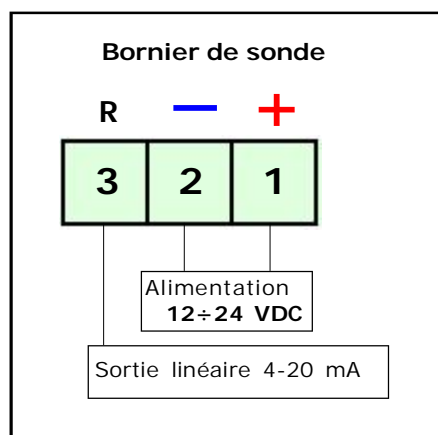 Bornier de sonde
R — +
3 2 1
Alimentation
12÷24 VDC
Sortie linéaire 4-20 mA